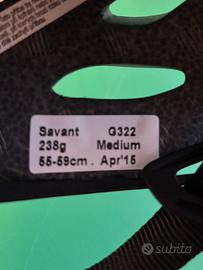 Savant G322
238g Medium
55-59cm. Apr'15
subito